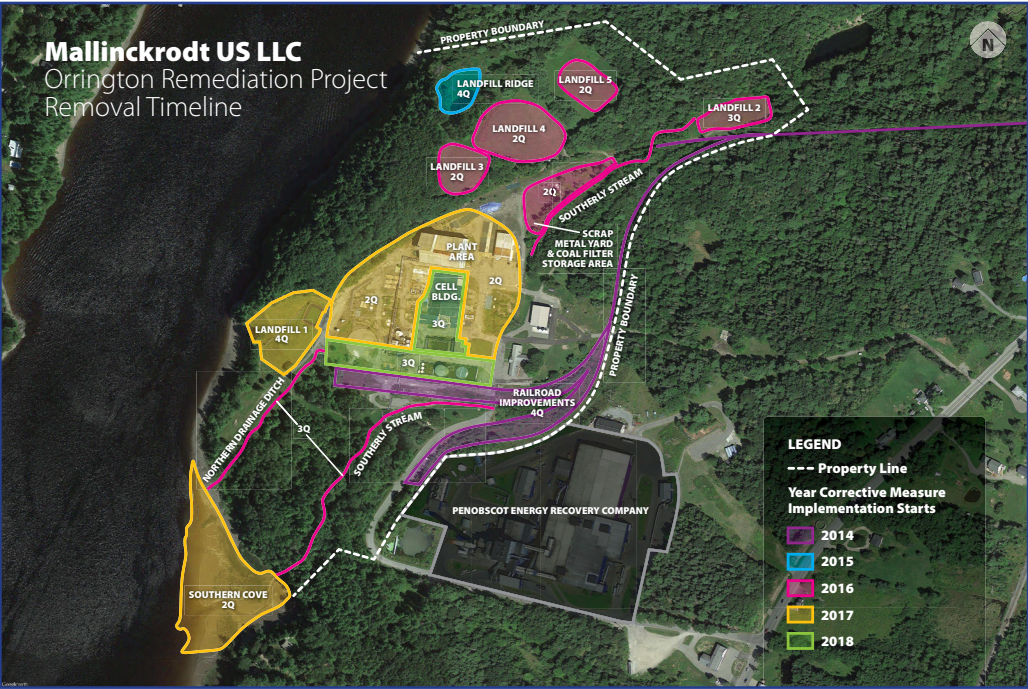 Mallinckrodt US LLC
Orrington Remediation Project
Removal Timeline
PROPERTY BOUNDARY
N
LANDFILL RIDGE
4Q
LANDFILL 5
2Q
LANDFILL 2
3Q
LANDFILL 4
2Q
LANDFILL 3
2Q
2Q
SOUTHERLY STREAM
SCRAP
METAL YARD
& COAL FILTER
STORAGE AREA
PLANT
AREA
2Q
2Q
CELL
BLDG.
3Q
PROPERTY BOUNDARY
LANDFILL 1
4Q
3Q
RAILROAD
IMPROVEMENTS
4Q
NORTHERN DRAINAGE DITCH
3Q
SOUTHERLY STREAM
PENOBSCOT ENERGY RECOVERY COMPANY
SOUTHERN COVE
2Q
LEGEND
Property Line
Year Corrective Measure
Implementation Starts
2014
2015
2016
2017
2018